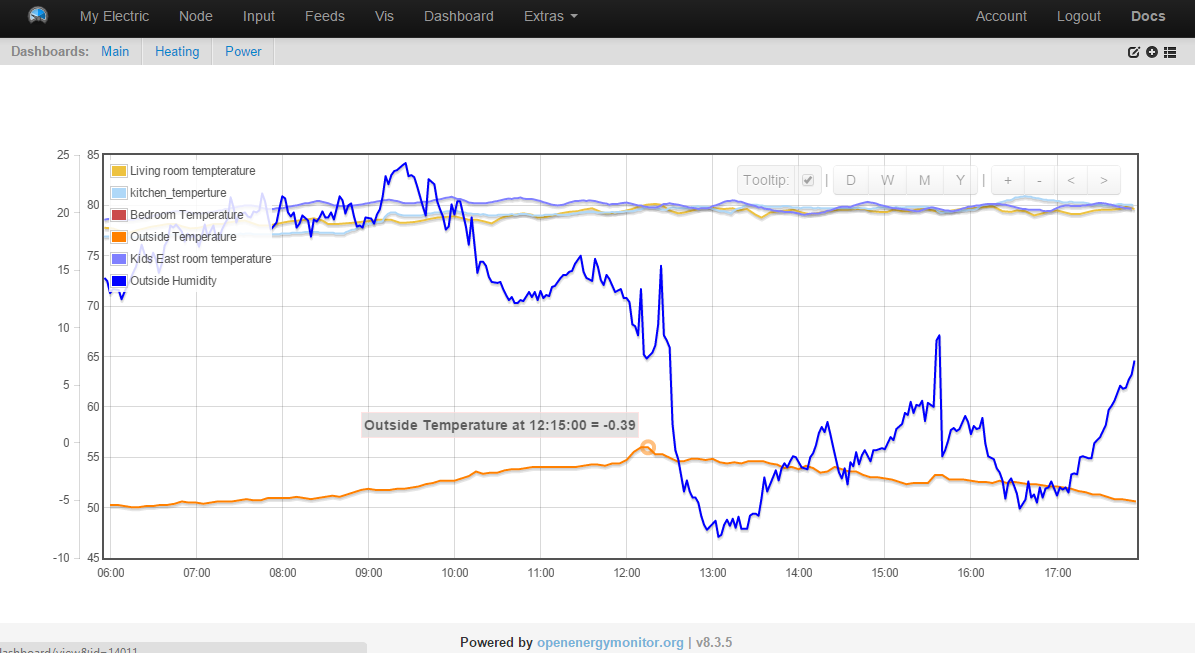 My Electric Node Input Feeds Vis Dashboard Extras Account Logout Docs
Dashboards: Main Heating Power
Tooltip: | D W M Y | + - < >
Living room tempterature
kitchen_temperture
Bedroom Temperature
Outside Temperature
Kids East room temperature
Outside Humidity
25 85
20 80
15 75
10 70
5 65
0 60
-5 55
-10 50
45
Outside Temperature at 12:15:00 = -0.39
06:00 07:00 08:00 09:00 10:00 11:00 12:00 13:00 14:00 15:00 16:00 17:00
Powered by openenergymonitor.org | v8.3.5